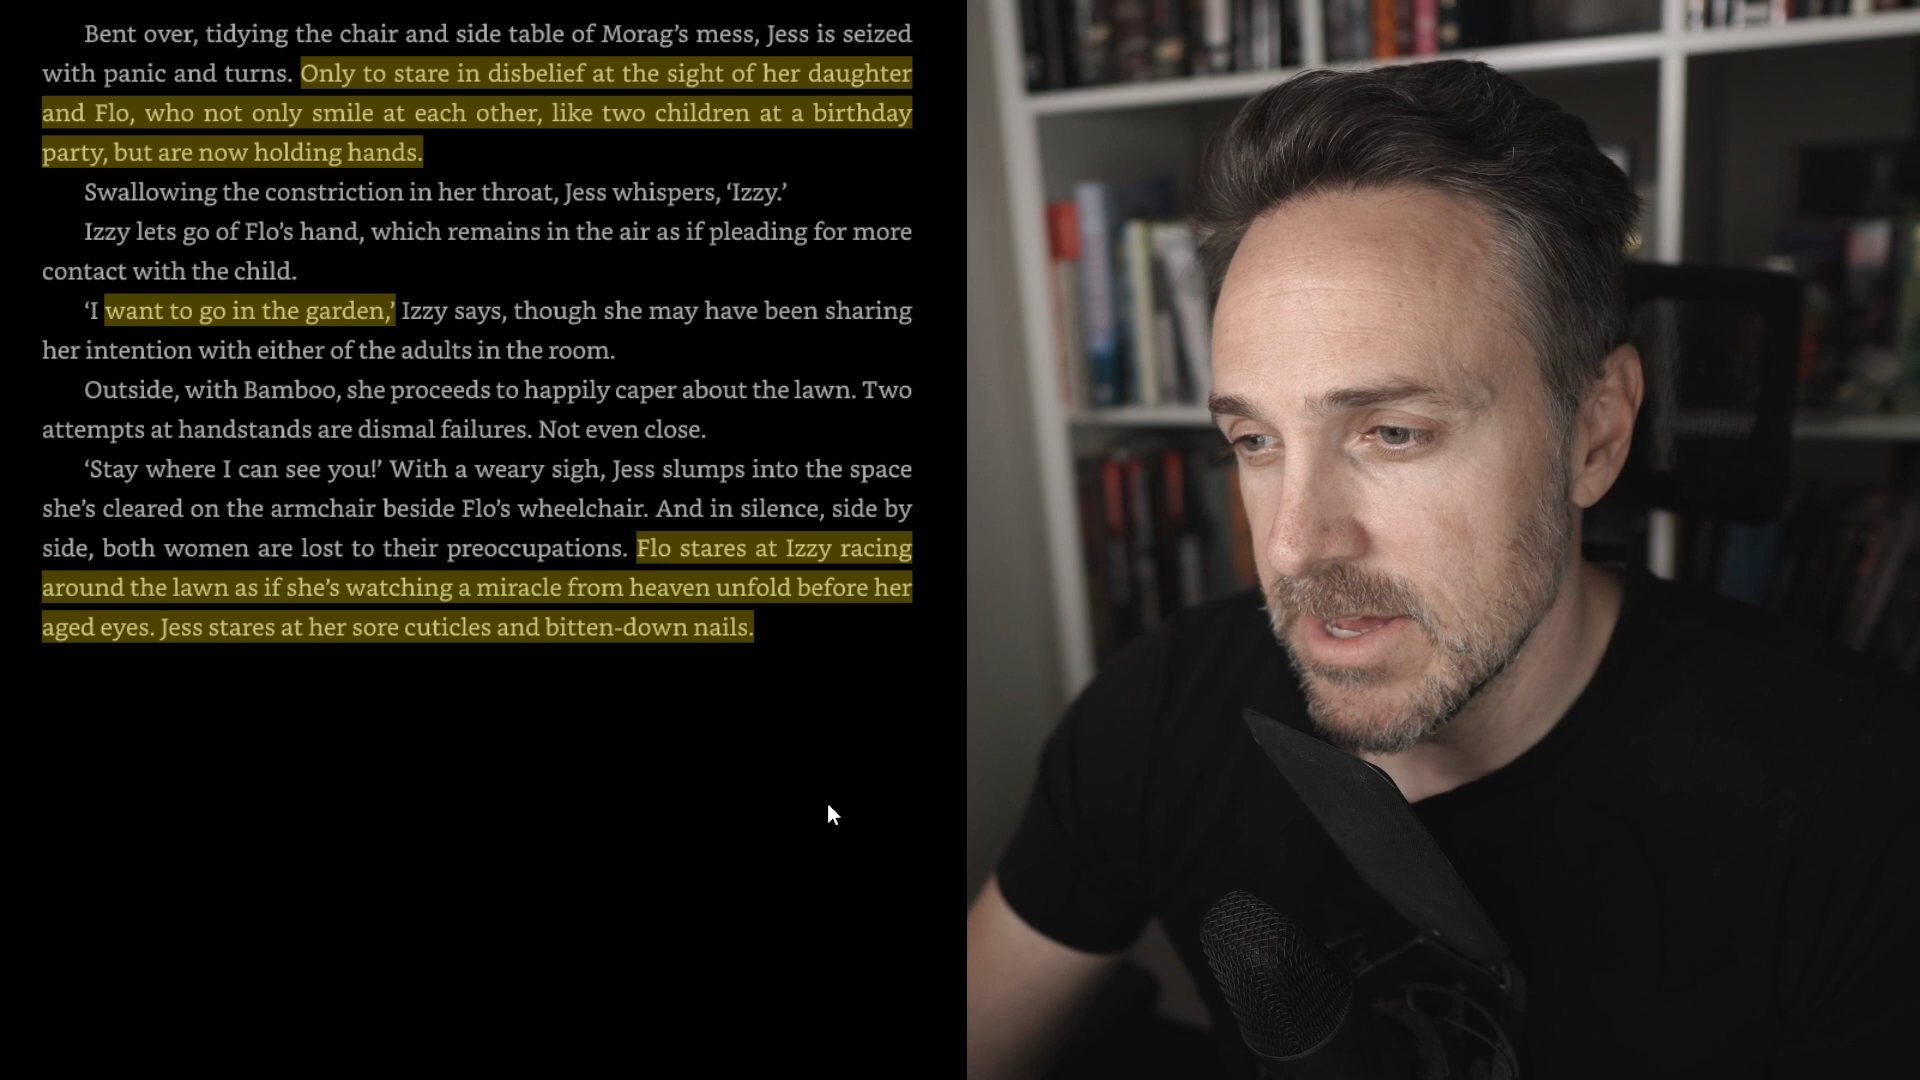 Bent over, tidying the chair and side table of Morag’s mess, Jess is seized
with panic and turns. Only to stare in disbelief at the sight of her daughter
and Flo, who not only smile at each other, like two children at a birthday
party, but are now holding hands.
Swallowing the constriction in her throat, Jess whispers, ‘Izzy.’
Izzy lets go of Flo’s hand, which remains in the air as if pleading for more
contact with the child.
‘I want to go in the garden,’ Izzy says, though she may have been sharing
her intention with either of the adults in the room.
Outside, with Bamboo, she proceeds to happily caper about the lawn. Two
attempts at handstands are dismal failures. Not even close.
‘Stay where I can see you!’ With a weary sigh, Jess slumps into the space
she’s cleared on the armchair beside Flo’s wheelchair. And in silence, side by
side, both women are lost to their preoccupations. Flo stares at Izzy racing
around the lawn as if she’s watching a miracle from heaven unfold before her
aged eyes. Jess stares at her sore cuticles and bitten-down nails.